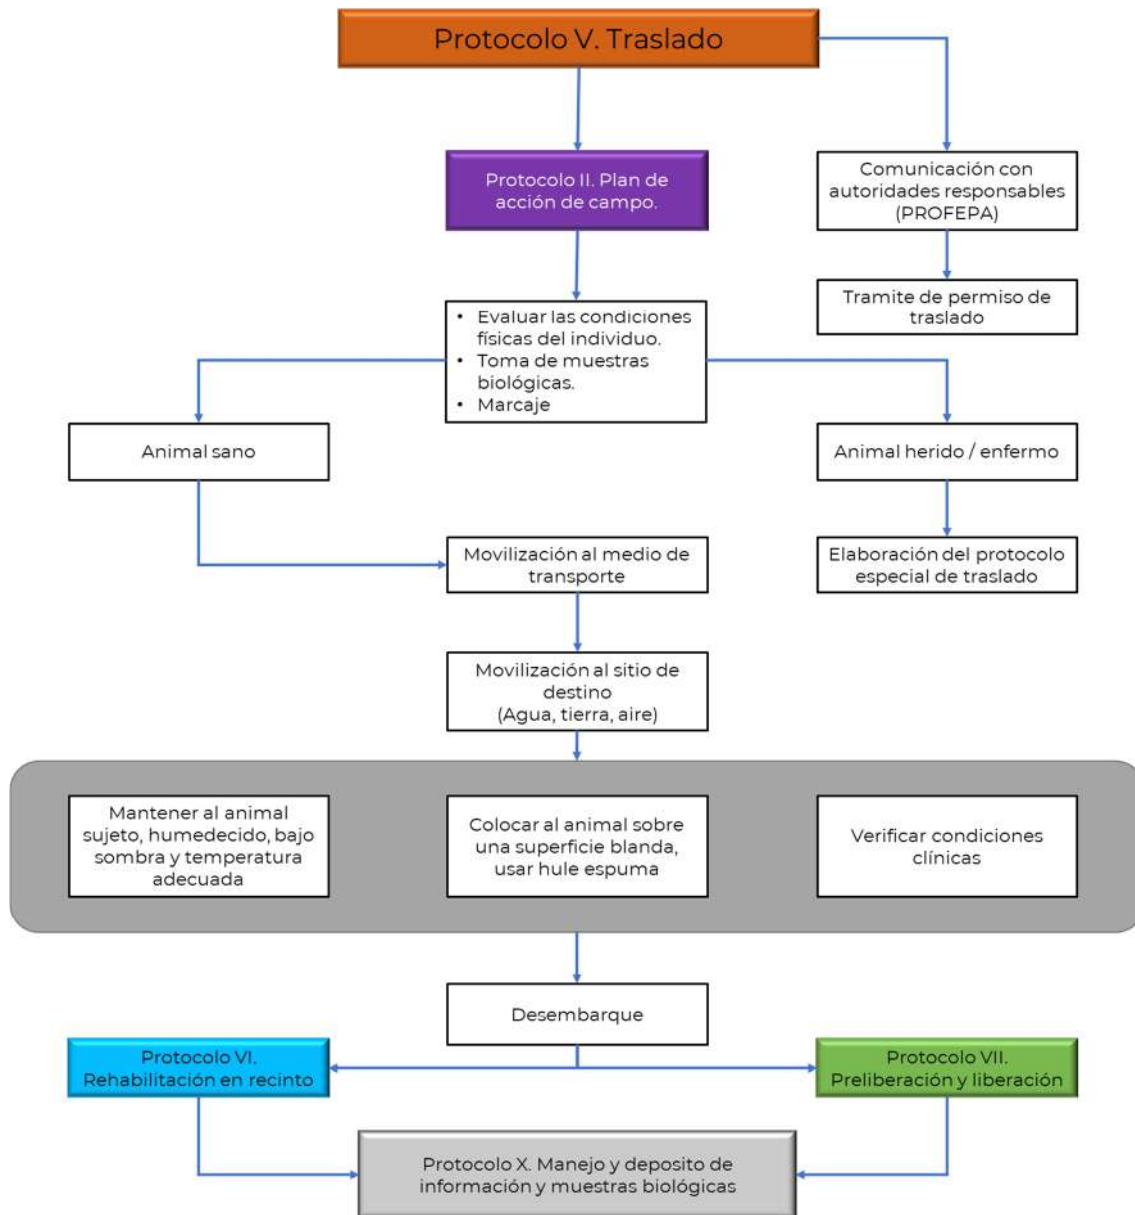 Protocolo V. Traslado
Protocolo II. Plan de
acción de campo.
Comunicación con
autoridades responsables
(PROFEPA)
Tramite de permiso de
traslado
• Evaluar las condiciones
físicas del individuo.
• Toma de muestras
biológicas.
• Marcaje
Animal sano
Animal herido / enfermo
Movilización al medio de
transporte
Elaboración del protocolo
especial de traslado
Movilización al sitio de
destino
(Agua, tierra, aire)
Mantener al animal
sujeto, humedecido, bajo
sombra y temperatura
adecuada
Colocar al animal sobre
una superficie blanda,
usar hule espuma
Verificar condiciones
clínicas
Desembarque
Protocolo VI.
Rehabilitación en recinto
Protocolo VII.
Preliberación y liberación
Protocolo X. Manejo y deposito de
información y muestras biológicas